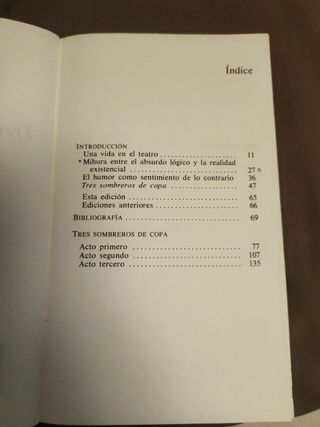 Índice
INTRODUCCIÓN
Una vida en el teatro .................... 11
*Mihura entre el absurdo lógico y la realidad
existencial .......................... 27 x
El humor como sentimiento de lo contrario 36
Tres sombreros de copa .................. 47
Esta edición ............................ 65
Ediciones anteriores .................... 66
BIBLIOGRAFÍA ............................ 69
TRES SOMBREROS DE COPA
Acto primero ............................ 77
Acto segundo ............................ 107
Acto tercero ............................ 135